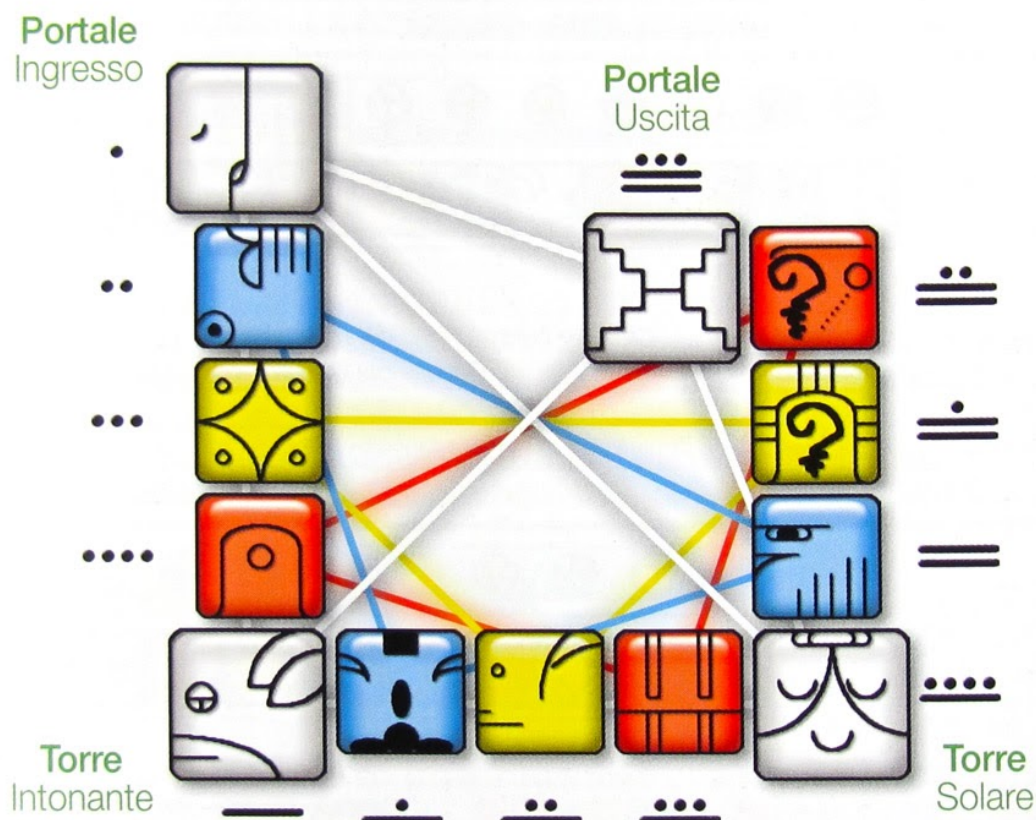 Portale
Ingresso
Portale
Uscita
Torre
Intonante
Torre
Solare